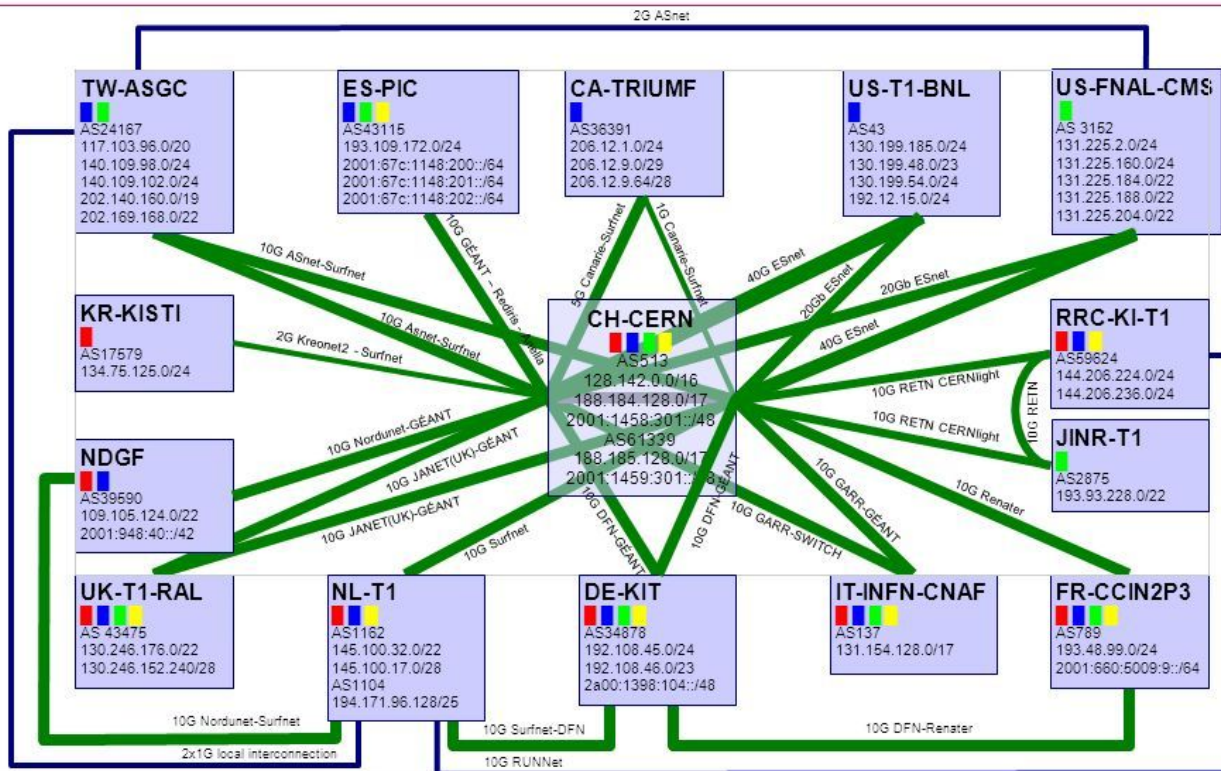 2G ASnet
TW-ASGC
AS24167
117.103.96.0/20
140.109.98.0/24
140.109.102.0/24
202.140.160.0/19
202.169.168.0/22
ES-PIC
AS43115
193.109.172.0/24
2001:67c:1148:200::/64
2001:67c:1148:201::/64
2001:67c:1148:202::/64
CA-TRIUMF
AS36391
206.12.1.0/24
206.12.9.0/29
206.12.9.64/28
US-T1-BNL
AS43
130.199.185.0/24
130.199.48.0/23
130.199.54.0/24
192.12.15.0/24
US-FNAL-CMS
AS 3152
131.225.2.0/24
131.225.160.0/24
131.225.184.0/22
131.225.188.0/22
131.225.204.0/22
10G ASnet-Surfnet
10G GÉANT – Rediris - Anella
5G Canarie-Surfnet
1G Canarie-Surfnet
40G ESnet
20Gb ESnet
20Gb ESnet
40G ESnet
10G Asnet-Surfnet
KR-KISTI
AS17579
134.75.125.0/24
2G Kreonet2 - Surfnet
CH-CERN
AS513
128.142.0.0/16
188.184.128.0/17
2001:1458:301::/48
AS61339
188.185.128.0/17
2001:1459:301::/48
RRC-KI-T1
AS59624
144.206.224.0/24
144.206.236.0/24
10G RETN CERNlight
10G RETN
10G RETN CERNlight
JINR-T1
AS2875
193.93.228.0/22
NDGF
AS39590
109.105.124.0/22
2001:948:40::/42
10G Nordunet-GÉANT
10G JANET(UK)-GÉANT
10G JANET(UK)-GÉANT
10G Surfnet
10G DFN-GÉANT
10G DFN-GÉANT
10G GARR-SWITCH
10G GARR-GÉANT
10G Renater
UK-T1-RAL
AS 43475
130.246.176.0/22
130.246.152.240/28
NL-T1
AS1162
145.100.32.0/22
145.100.17.0/28
AS1104
194.171.96.128/25
DE-KIT
AS34878
192.108.45.0/24
192.108.46.0/23
2a00:1398:104::/48
IT-INFN-CNAF
AS137
131.154.128.0/17
FR-CCIN2P3
AS789
193.48.99.0/24
2001:660:5009:9::/64
10G Nordunet-Surfnet
10G Surfnet-DFN
10G DFN-Renater
2x1G local interconnection
10G RUNNet